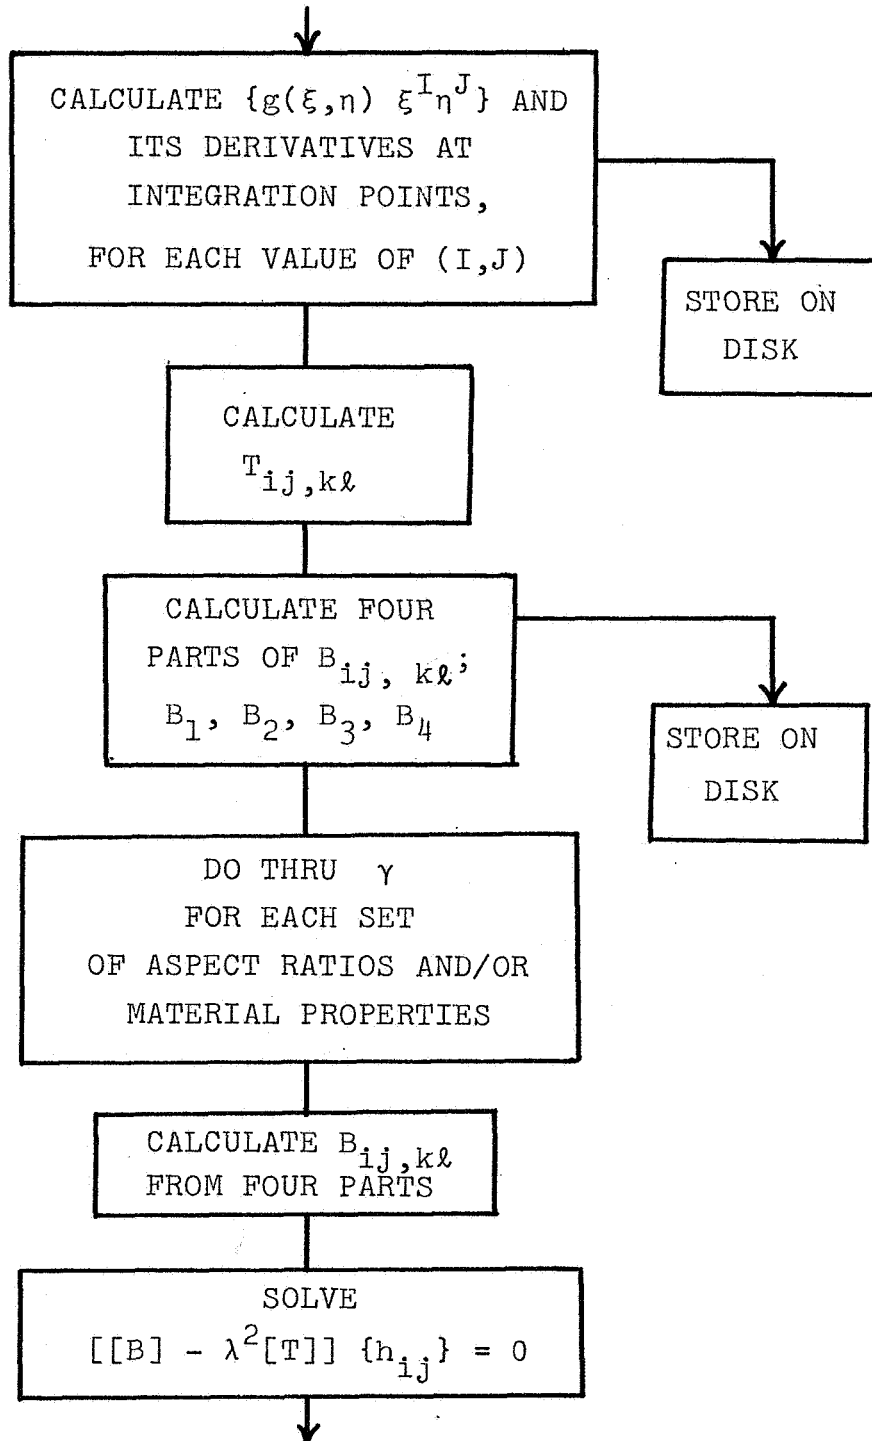 CALCULATE {g(ξ,η) ξ^I η^J} AND
ITS DERIVATIVES AT
INTEGRATION POINTS,
FOR EACH VALUE OF (I,J)
STORE ON
DISK
CALCULATE
T_ij,kℓ
CALCULATE FOUR
PARTS OF B_ij, kℓ;
B_1, B_2, B_3, B_4
STORE ON
DISK
DO THRU γ
FOR EACH SET
OF ASPECT RATIOS AND/OR
MATERIAL PROPERTIES
CALCULATE B_ij,kℓ
FROM FOUR PARTS
SOLVE
[[B] - λ^2[T]] {h_ij} = 0